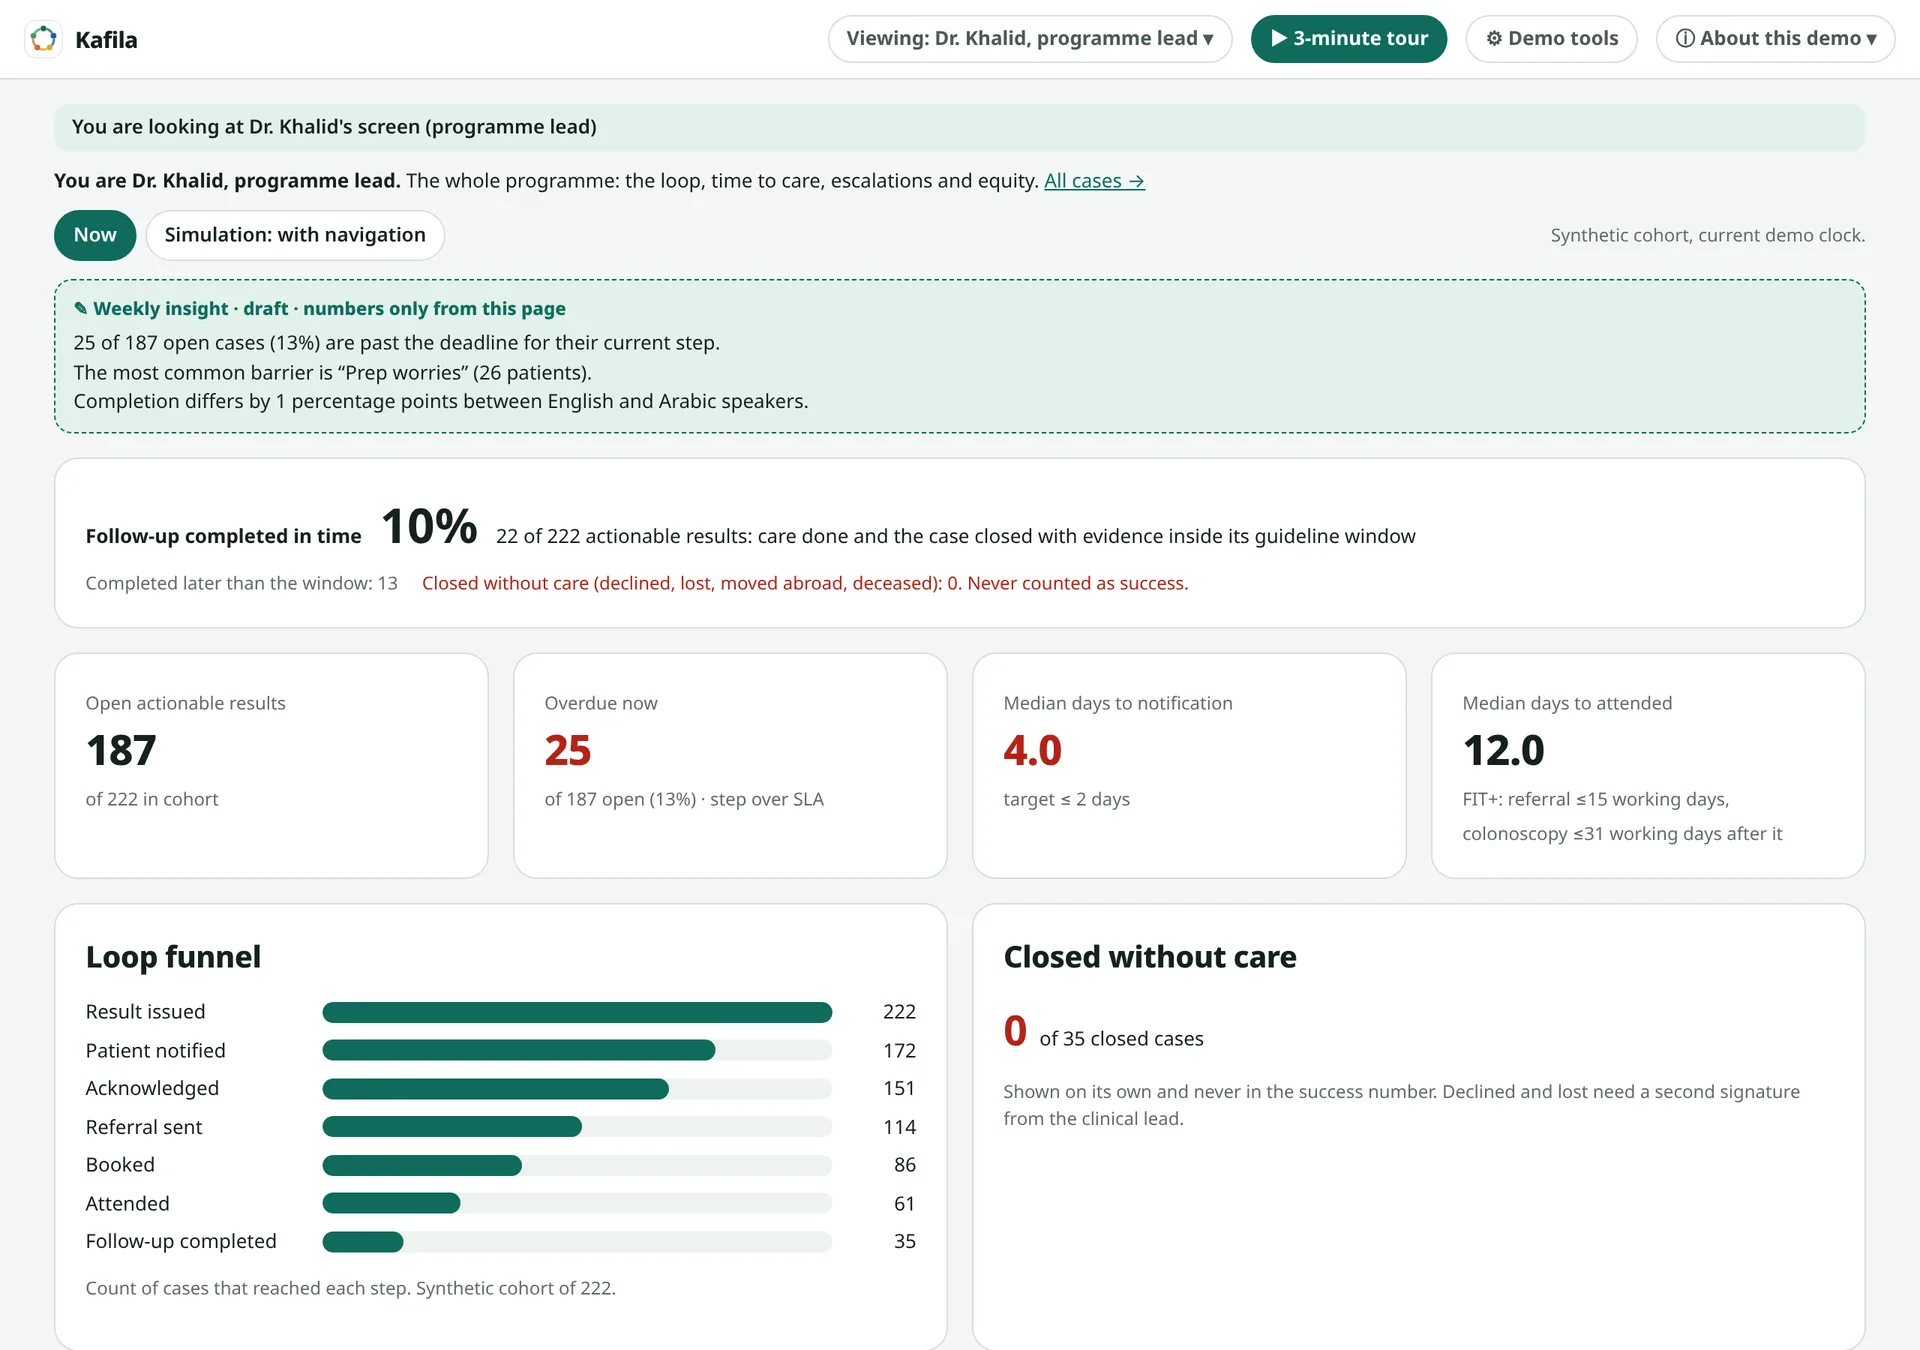 Kafila
Viewing: Dr. Khalid, programme lead ▾
▶ 3-minute tour
⚙ Demo tools
ⓘ About this demo ▾
You are looking at Dr. Khalid's screen (programme lead)
You are Dr. Khalid, programme lead. The whole programme: the loop, time to care, escalations and equity. All cases →
Now
Simulation: with navigation
Synthetic cohort, current demo clock.
✎ Weekly insight · draft · numbers only from this page
25 of 187 open cases (13%) are past the deadline for their current step.
The most common barrier is “Prep worries” (26 patients).
Completion differs by 1 percentage points between English and Arabic speakers.
Follow-up completed in time 10% 22 of 222 actionable results: care done and the case closed with evidence inside its guideline window
Completed later than the window: 13 Closed without care (declined, lost, moved abroad, deceased): 0. Never counted as success.
Open actionable results
187
of 222 in cohort
Overdue now
25
of 187 open (13%) · step over SLA
Median days to notification
4.0
target ≤ 2 days
Median days to attended
12.0
FIT+: referral ≤15 working days,
colonoscopy ≤31 working days after it
Loop funnel
Result issued 222
Patient notified 172
Acknowledged 151
Referral sent 114
Booked 86
Attended 61
Follow-up completed 35
Count of cases that reached each step. Synthetic cohort of 222.
Closed without care
0 of 35 closed cases
Shown on its own and never in the success number. Declined and lost need a second signature
from the clinical lead.